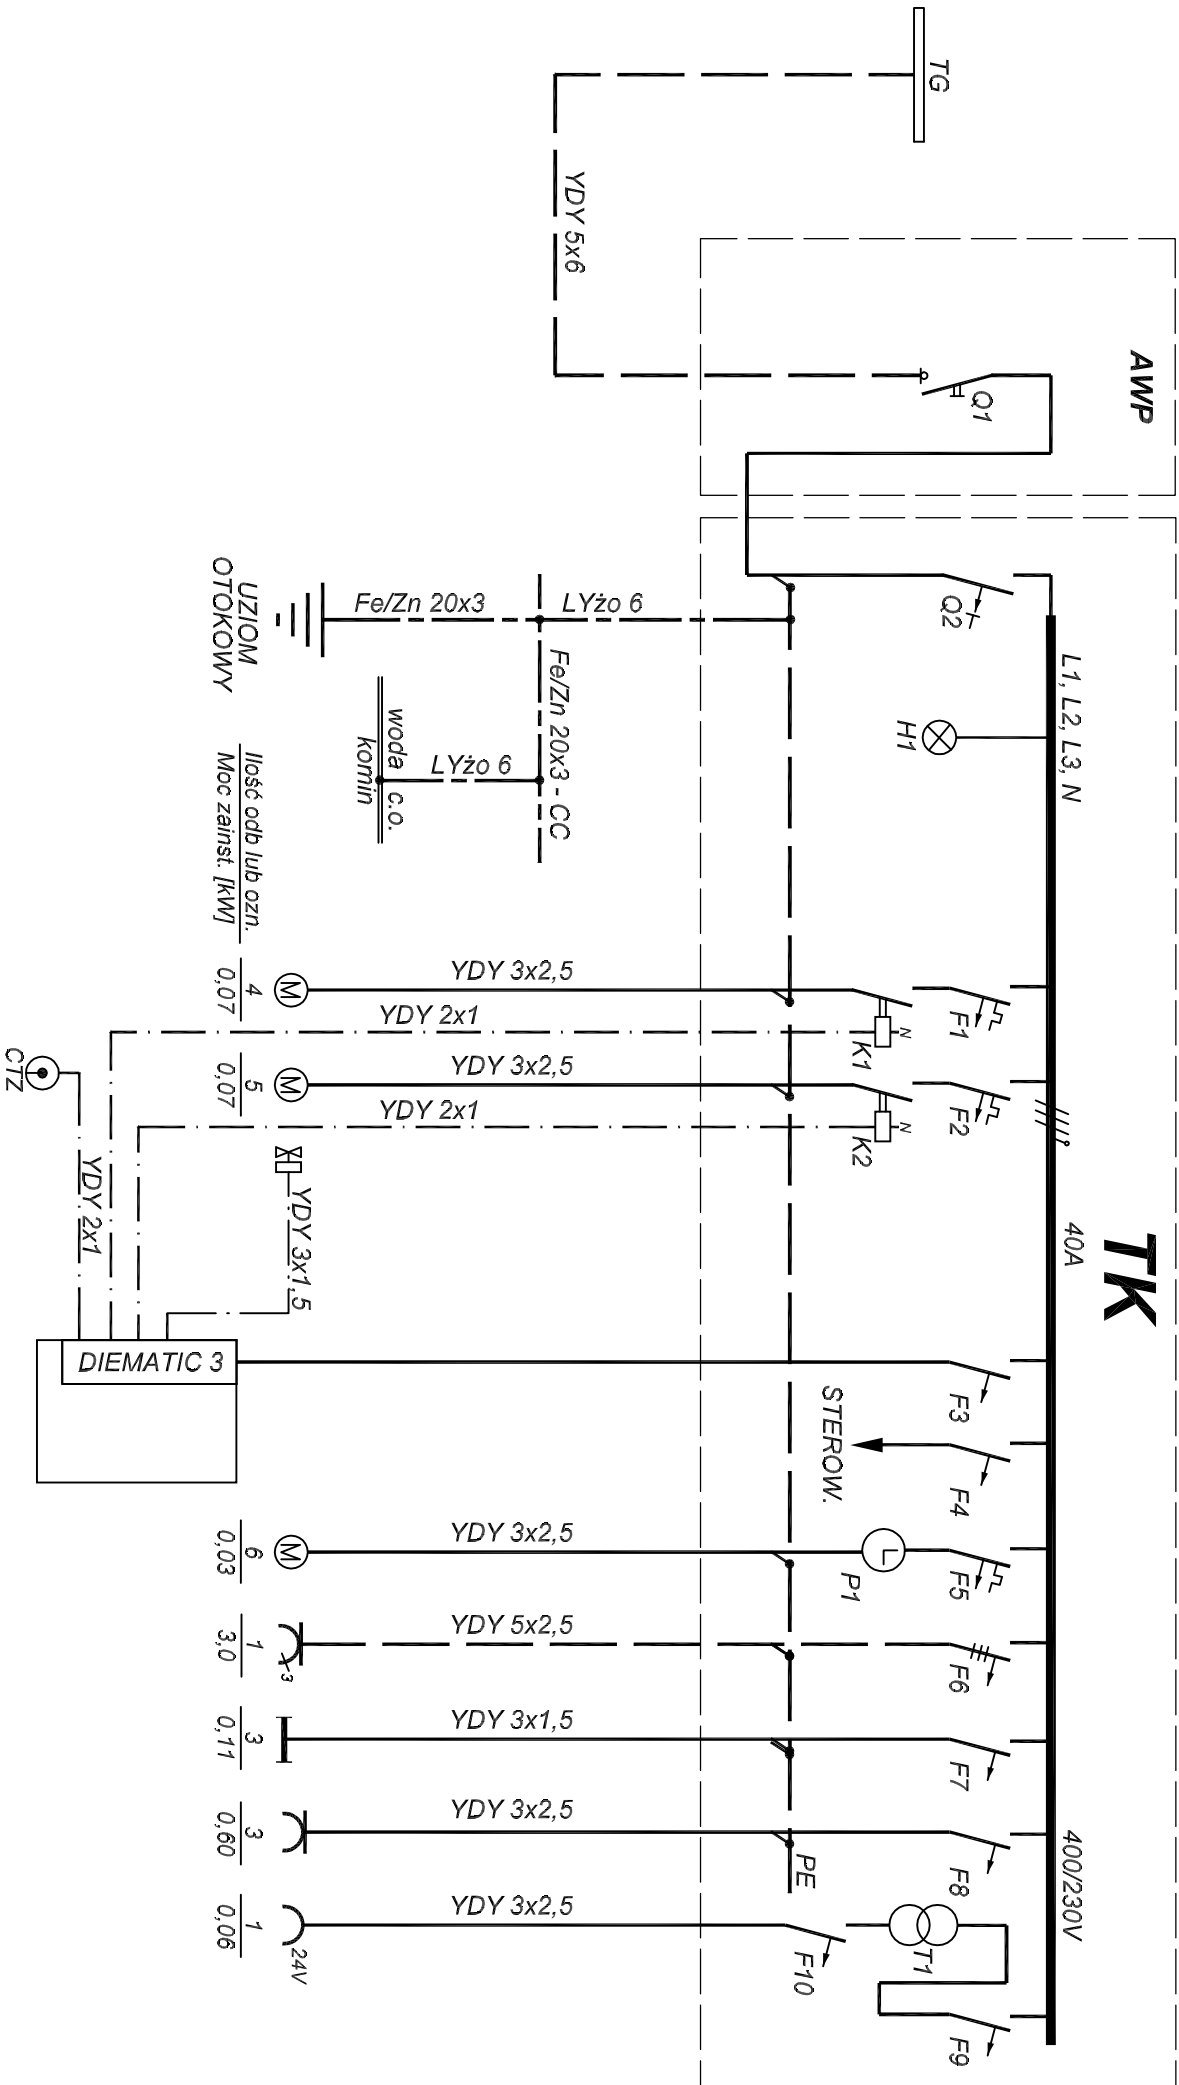 TG
YDY 5x6
AWP
Q1
Q2
L1, L2, L3, N
H1
TK
40A
400/230V
Fe/Zn 20x3
LYżo 6
Fe/Zn 20x3 - CC
LYżo 6
woda c.o.
komin
UZIOM
OTOKOWY
Ilość odb lub ozn.
Moc zainst. [kW]
F1
N
K1
YDY 3x2,5
YDY 2x1
M
4
0,07
F2
N
K2
YDY 3x2,5
YDY 2x1
M
5
0,07
CTZ
YDY 2x1
YDY 3x1,5
DIEMATIC 3
F3
F4
STEROW.
F5
L
P1
YDY 3x2,5
M
6
0,03
F6
YDY 5x2,5
3
1
3,0
F7
YDY 3x1,5
3
0,11
F8
PE
YDY 3x2,5
3
0,60
F9
T1
F10
YDY 3x2,5
24V
1
0,06